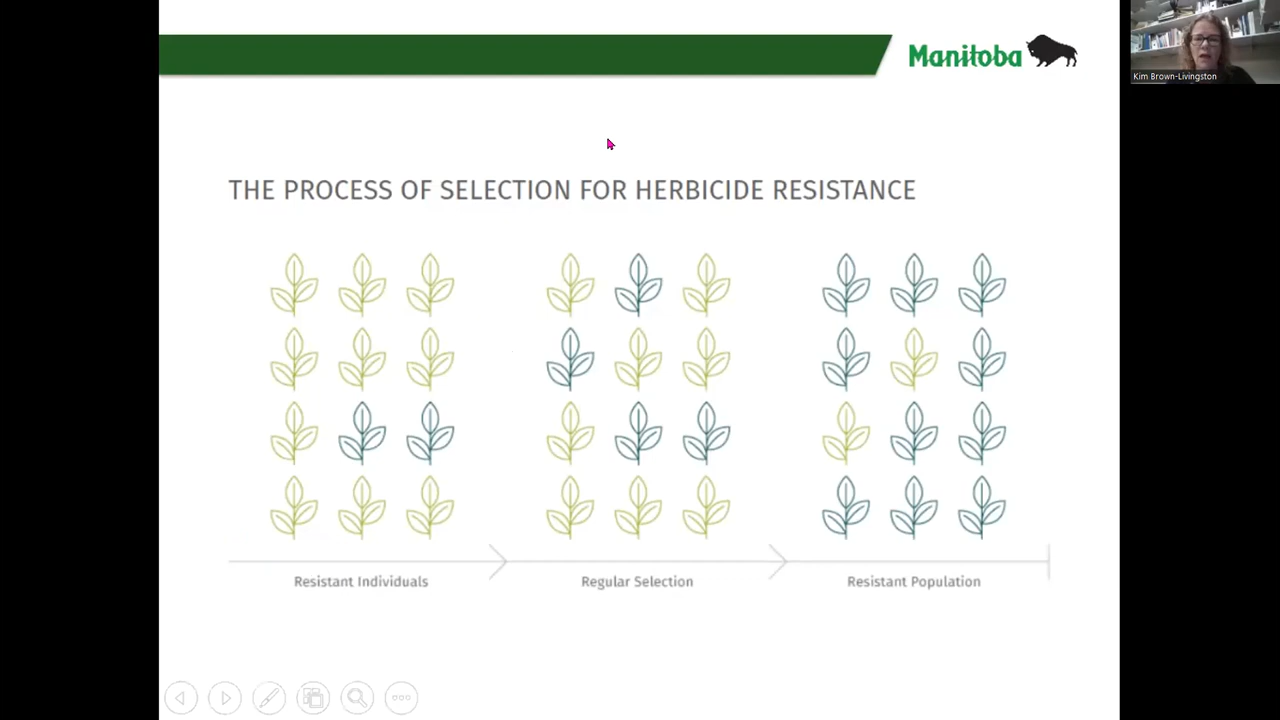 Manitoba
Kim Brown-Livingston
THE PROCESS OF SELECTION FOR HERBICIDE RESISTANCE
Resistant Individuals
Regular Selection
Resistant Population